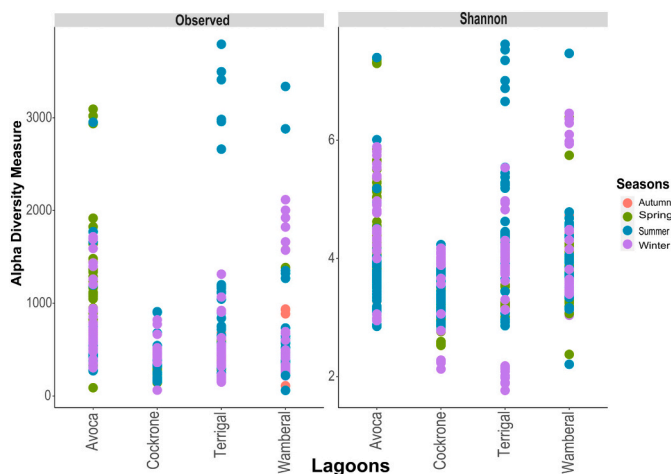 Observed
Shannon
Alpha Diversity Measure
3000
2000
1000
0
6
4
2
Avoca
Cockrone
Terrigal
Wamberal
Avoca
Cockrone
Terrigal
Wamberal
Lagoons
Seasons
Autumn
Spring
Summer
Winter